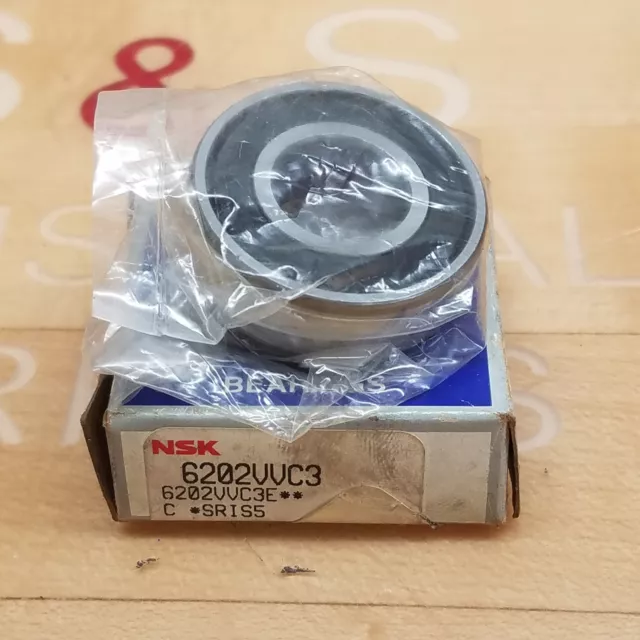 &
BEARINGS
NSK
6202VVC3
6202VVC3E**
C *SRIS5